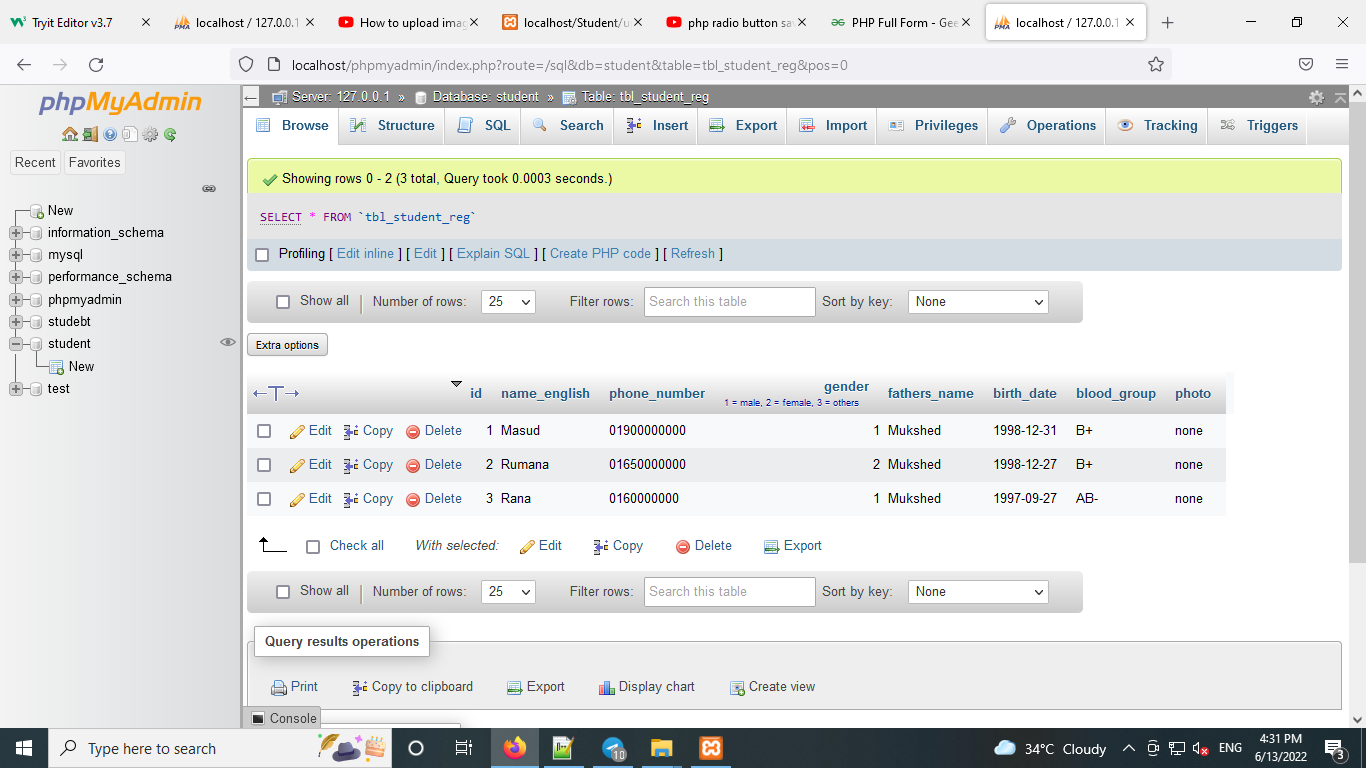 Tryit Editor v3.7
localhost / 127.0.0.1
How to upload imag
localhost/Student/u
php radio button sav
PHP Full Form - Gee
localhost / 127.0.0.1
localhost/phpmyadmin/index.php?route=/sql&db=student&table=tbl_student_reg&pos=0
phpMyAdmin
Recent Favorites
New
information_schema
mysql
performance_schema
phpmyadmin
studebt
student
New
test
Server: 127.0.0.1 » Database: student » Table: tbl_student_reg
Browse Structure SQL Search Insert Export Import Privileges Operations Tracking Triggers
Showing rows 0 - 2 (3 total, Query took 0.0003 seconds.)
SELECT * FROM `tbl_student_reg`
Profiling [ Edit inline ] [ Edit ] [ Explain SQL ] [ Create PHP code ] [ Refresh ]
Show all Number of rows: 25 Filter rows: Search this table Sort by key: None
Extra options
id name_english phone_number gender fathers_name birth_date blood_group photo
1 = male, 2 = female, 3 = others
Edit Copy Delete 1 Masud 01900000000 1 Mukshed 1998-12-31 B+ none
Edit Copy Delete 2 Rumana 01650000000 2 Mukshed 1998-12-27 B+ none
Edit Copy Delete 3 Rana 0160000000 1 Mukshed 1997-09-27 AB- none
Check all With selected: Edit Copy Delete Export
Show all Number of rows: 25 Filter rows: Search this table Sort by key: None
Query results operations
Print Copy to clipboard Export Display chart Create view
Console
Type here to search
10
34°C Cloudy
ENG
4:31 PM
6/13/2022
3